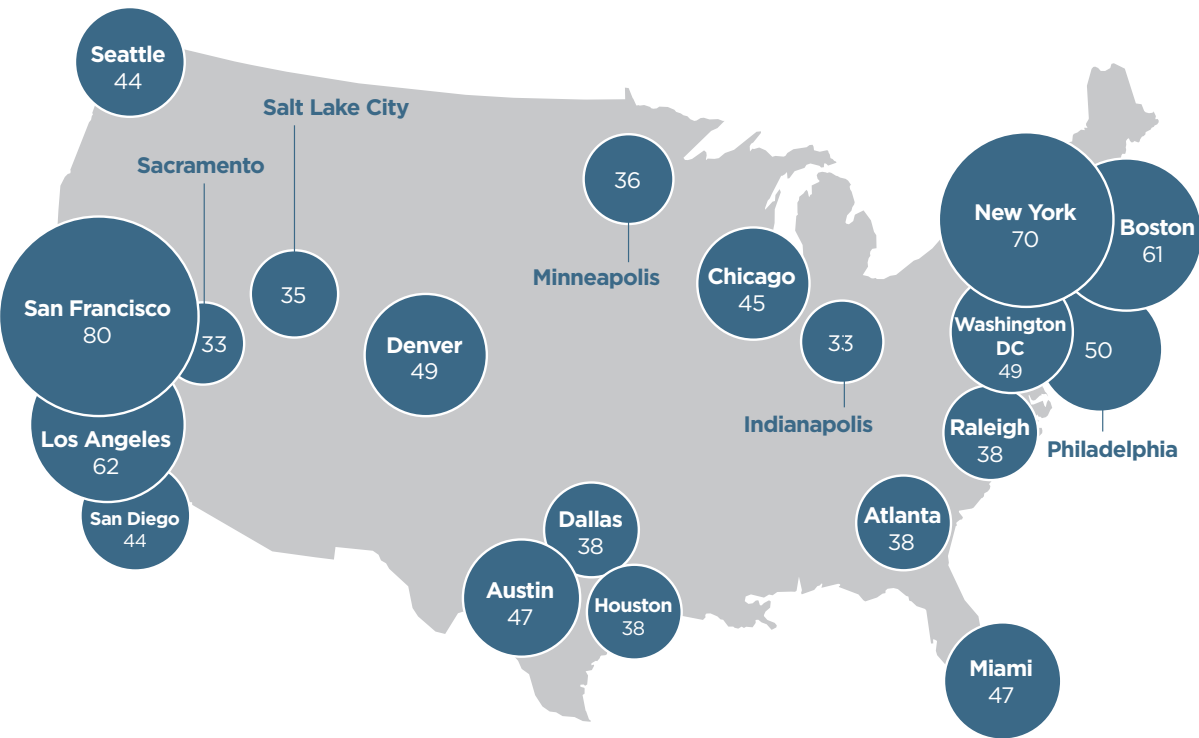 Seattle
44
Salt Lake City
35
Sacramento
33
San Francisco
80
Los Angeles
62
San Diego
44
Denver
49
36
Minneapolis
Chicago
45
33
Indianapolis
New York
70
Boston
61
Washington
DC
49
50
Philadelphia
Raleigh
38
Atlanta
38
Dallas
38
Austin
47
Houston
38
Miami
47